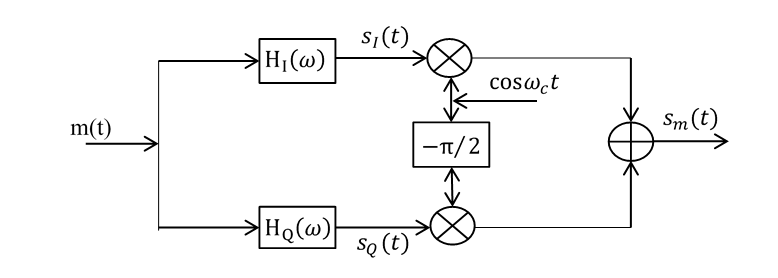 s_I(t)
H_I(ω)
cosω_c t
m(t)
−π/2
s_m(t)
H_Q(ω)
s_Q(t)